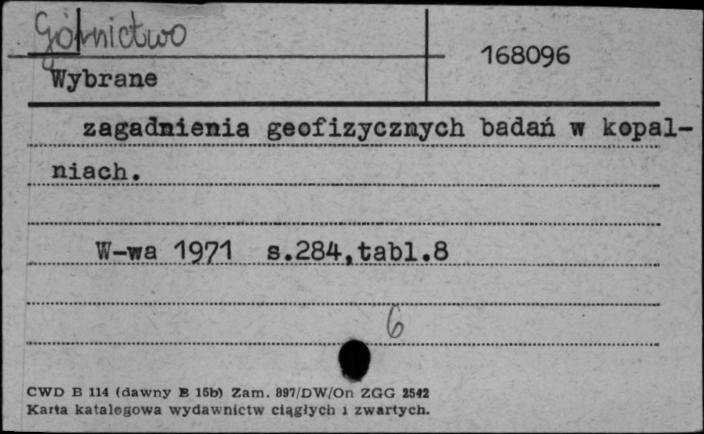 Górnictwo
168096
Wybrane
zagadnienia geofizycznych badań w kopal-
niach.
W-wa 1971 s.284,tabl.8
6
CWD B 114 (dawny B 15b) Zam. 897/DW/On ZGG 2542
Karta katalogowa wydawnictw ciągłych i zwartych.